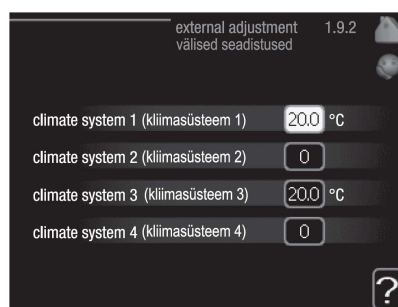 external adjustment 1.9.2
välised seadistused
climate system 1 (kliimasüsteem 1) 20.0 °C
climate system 2 (kliimasüsteem 2) 0
climate system 3 (kliimasüsteem 3) 20.0 °C
climate system 4 (kliimasüsteem 4) 0
?